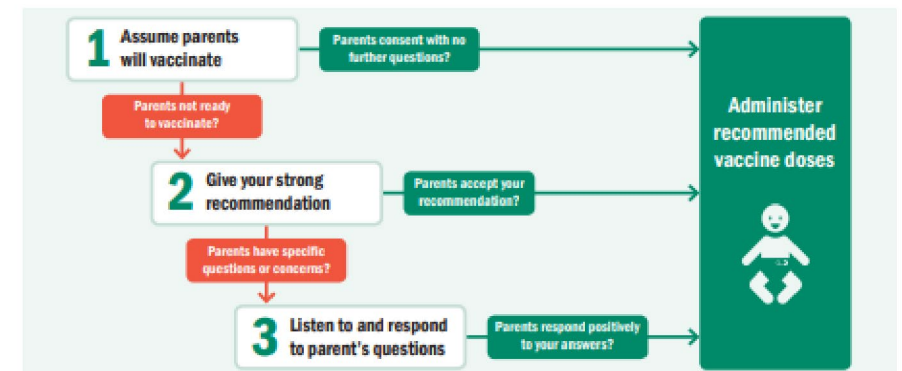 1
Assume parents
will vaccinate
Parents consent with no
further questions?
Parents not ready
to vaccinate?
Administer
recommended
vaccine doses
2
Give your strong
recommendation
Parents accept your
recommendation?
Parents have specific
questions or concerns?
3
Listen to and respond
to parent's questions
Parents respond positively
to your answers?